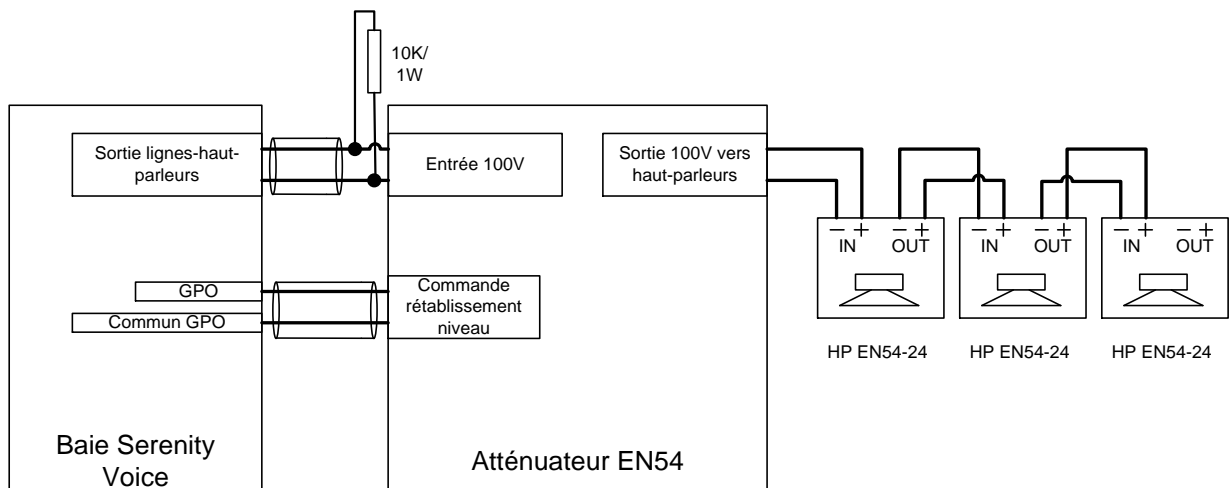 10K/
1W
Sortie lignes-haut-
parleurs
Entrée 100V
Sortie 100V vers
haut-parleurs
− +
IN OUT
− +
− +
IN OUT
− +
− +
IN OUT
− +
GPO
Commun GPO
Commande
rétablissement
niveau
HP EN54-24
HP EN54-24
HP EN54-24
Baie Serenity
Voice
Atténuateur EN54